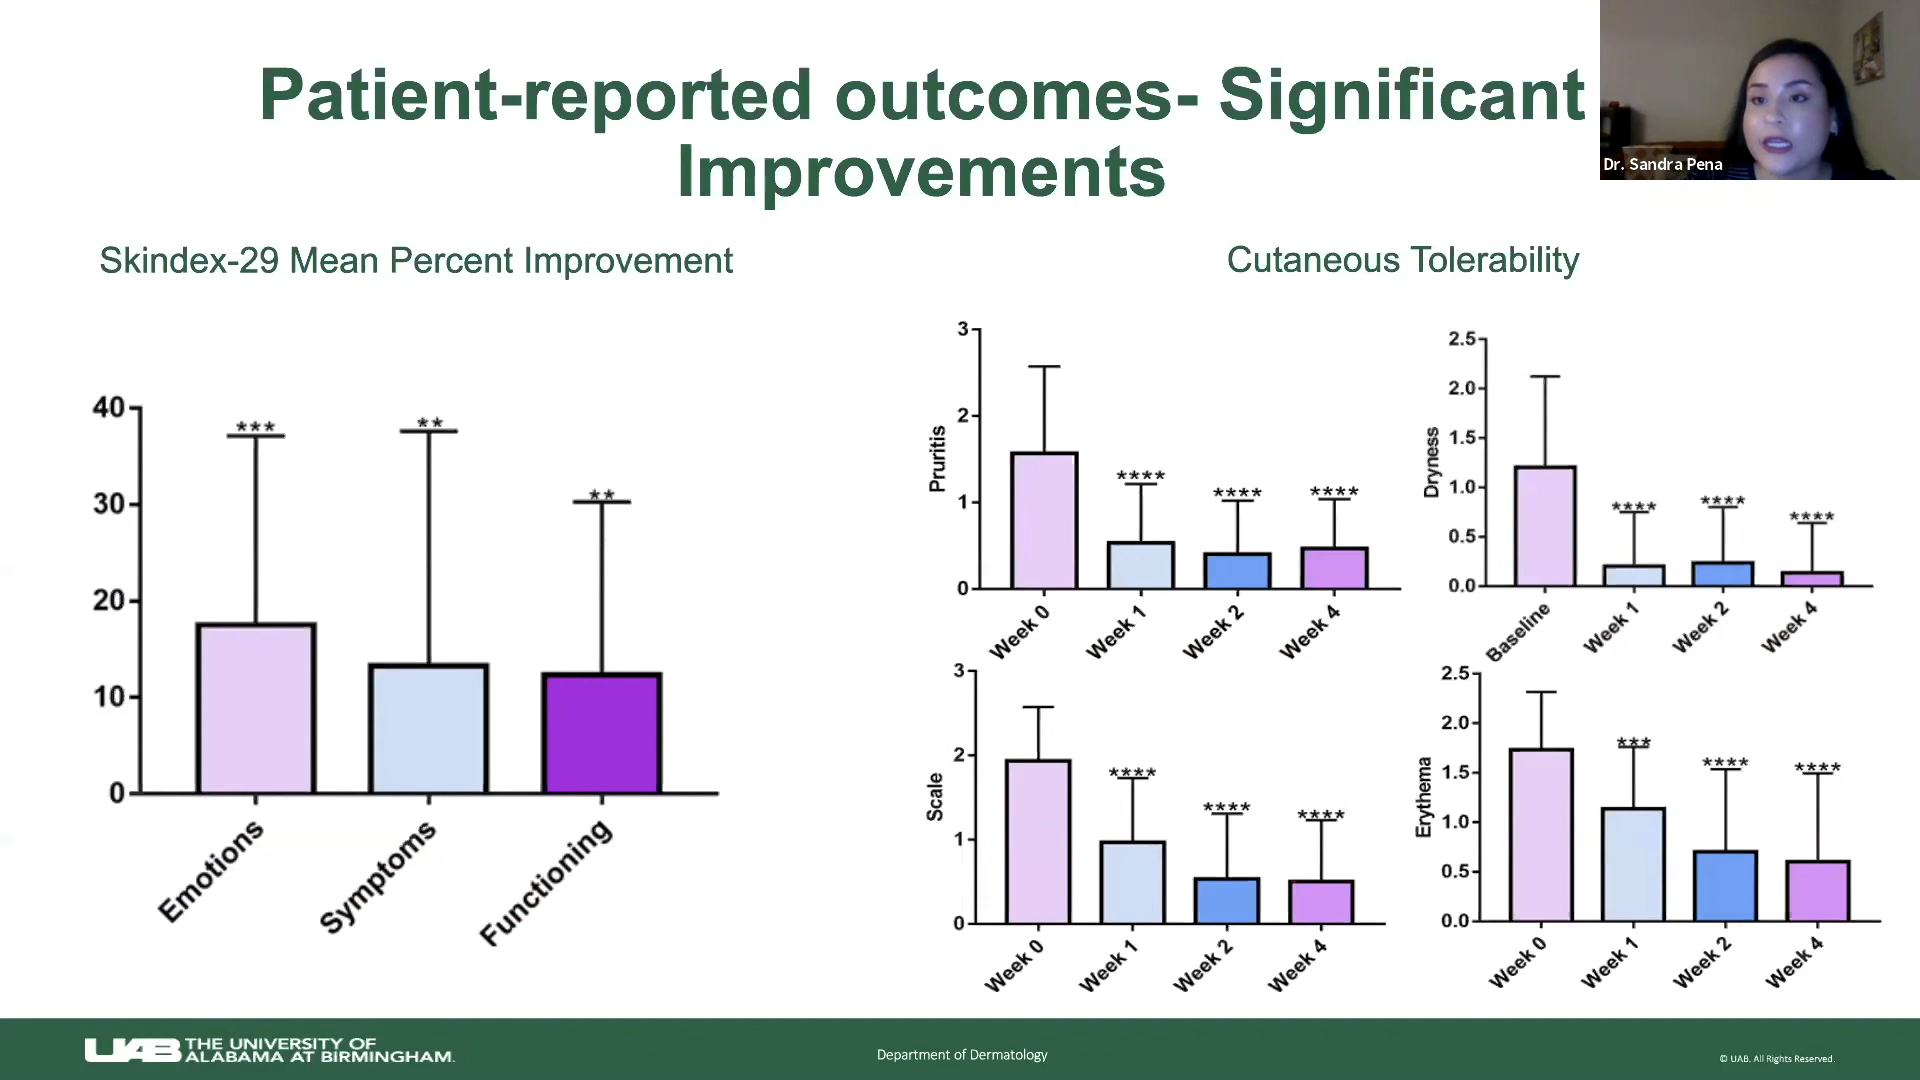 Patient-reported outcomes- Significant
Improvements
Dr. Sandra Pena
Skindex-29 Mean Percent Improvement
Cutaneous Tolerability
40
30
20
10
0
***
**
**
Emotions
Symptoms
Functioning
Pruritis
3
2
1
0
****
****
****
Week 0
Week 1
Week 2
Week 4
Dryness
2.5
2.0
1.5
1.0
0.5
0.0
****
****
****
Baseline
Week 1
Week 2
Week 4
Scale
3
2
1
0
****
****
****
Week 0
Week 1
Week 2
Week 4
Erythema
2.5
2.0
1.5
1.0
0.5
0.0
***
****
****
Week 0
Week 1
Week 2
Week 4
UAB THE UNIVERSITY OF
ALABAMA AT BIRMINGHAM.
Department of Dermatology
© UAB. All Rights Reserved.